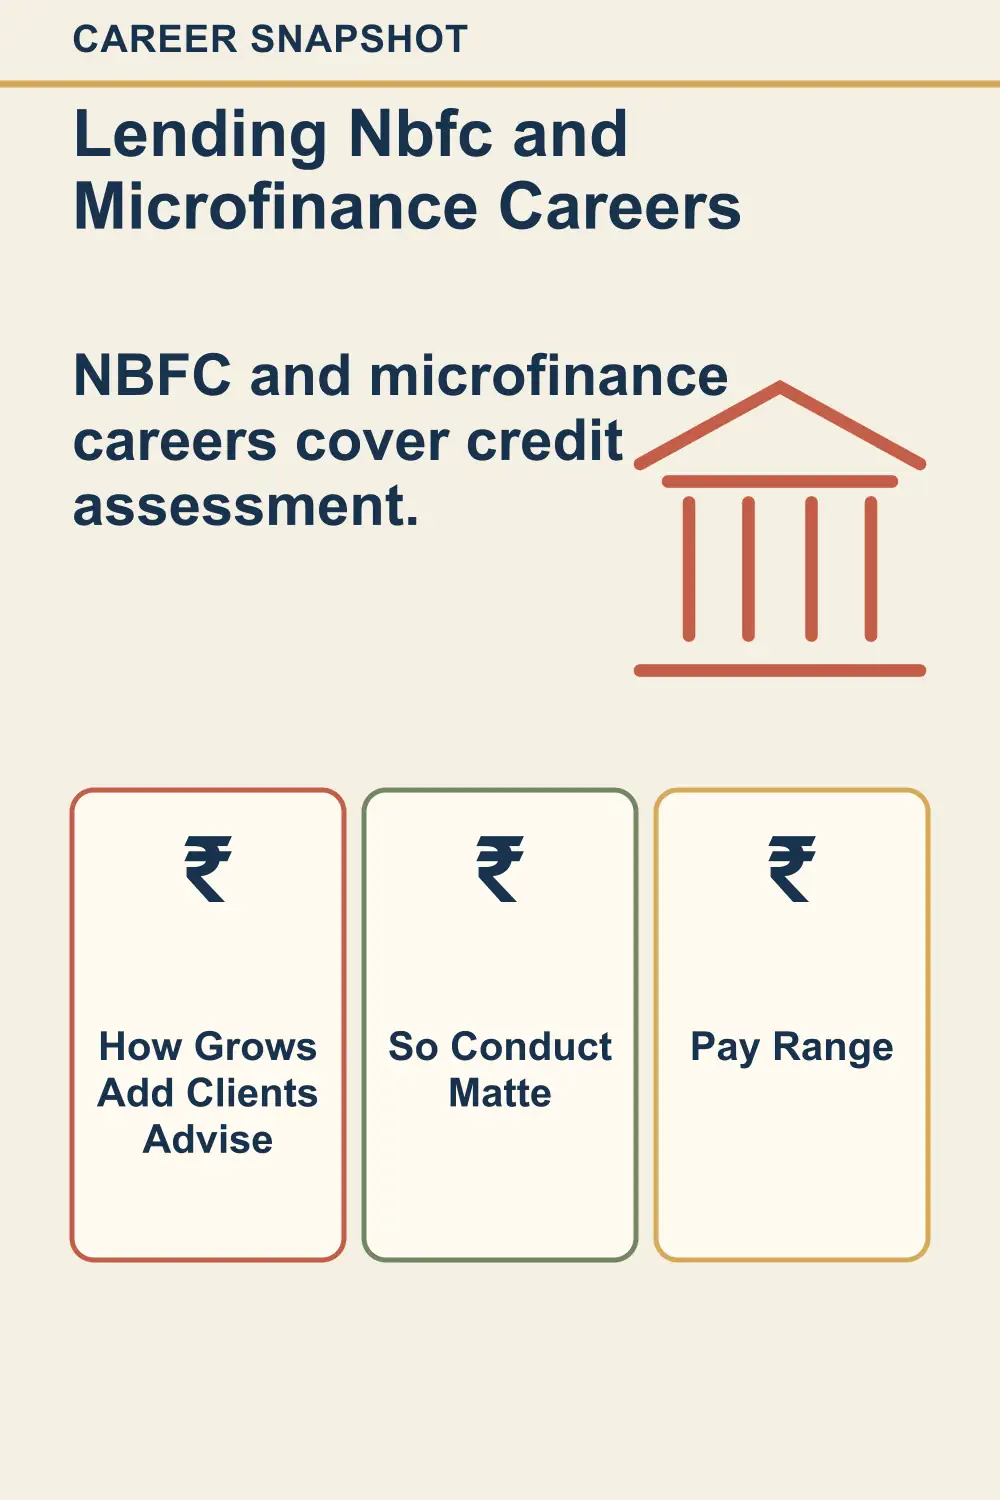 CAREER SNAPSHOT
Lending Nbfc and
Microfinance Careers
NBFC and microfinance
careers cover credit
assessment.
₹
How Grows
Add Clients
Advise
₹
So Conduct
Matte
₹
Pay Range